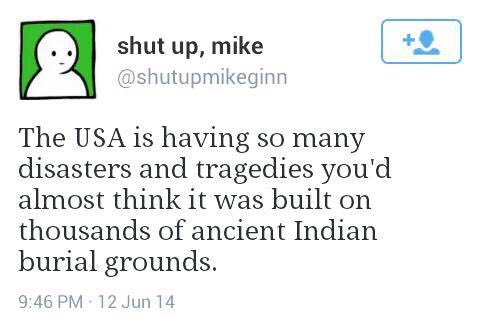 shut up, mike
@shutupmikeginn
The USA is having so many
disasters and tragedies you'd
almost think it was built on
thousands of ancient Indian
burial grounds.
9:46 PM · 12 Jun 14